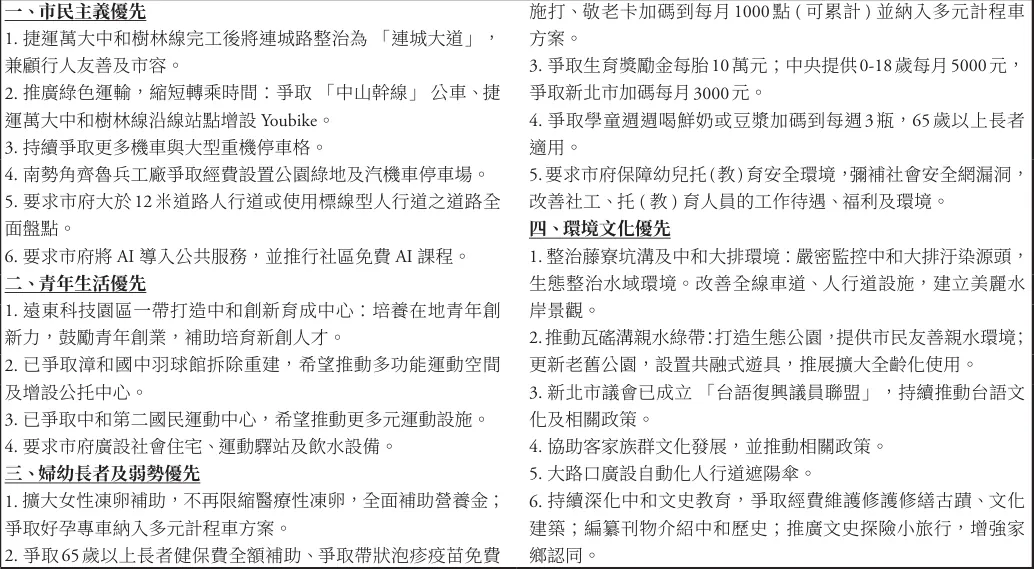 一、市民主義優先
1. 捷運萬大中和樹林線完工後將連城路整治為 「連城大道」，
兼顧行人友善及市容。
2. 推廣綠色運輸，縮短轉乘時間：爭取 「中山幹線」 公車、捷
運萬大中和樹林線沿線站點增設 Youbike。
3. 持續爭取更多機車與大型重機停車格。
4. 南勢角齊魯兵工廠爭取經費設置公園綠地及汽機車停車場。
5. 要求市府大於12米道路人行道或使用標線型人行道之道路全
面盤點。
6. 要求市府將 AI 導入公共服務，並推行社區免費 AI 課程。
二、青年生活優先
1. 遠東科技園區一帶打造中和創新育成中心：培養在地青年創
新力，鼓勵青年創業，補助培育新創人才。
2. 已爭取漳和國中羽球館拆除重建，希望推動多功能運動空間
及增設公托中心。
3. 已爭取中和第二國民運動中心，希望推動更多元運動設施。
4. 要求市府廣設社會住宅、運動驛站及飲水設備。
三、婦幼長者及弱勢優先
1. 擴大女性凍卵補助，不再限縮醫療性凍卵，全面補助營養金；
爭取好孕專車納入多元計程車方案。
2. 爭取65歲以上長者健保費全額補助、爭取帶狀泡疹疫苗免費
施打、敬老卡加碼到每月1000點 ( 可累計 ) 並納入多元計程車
方案。
3. 爭取生育獎勵金每胎10萬元；中央提供0-18歲每月5000元，
爭取新北市加碼每月3000元。
4. 爭取學童週週喝鮮奶或豆漿加碼到每週3瓶，65歲以上長者
適用。
5. 要求市府保障幼兒托(教)育安全環境，彌補社會安全網漏洞，
改善社工、托 ( 教 ) 育人員的工作待遇、福利及環境。
四、環境文化優先
1. 整治藤寮坑溝及中和大排環境：嚴密監控中和大排汙染源頭，
生態整治水域環境。改善全線車道、人行道設施，建立美麗水
岸景觀。
2. 推動瓦磘溝親水綠帶：打造生態公園，提供市民友善親水環境；
更新老舊公園，設置共融式遊具，推展擴大全齡化使用。
3. 新北市議會已成立 「台語復興議員聯盟」，持續推動台語文
化及相關政策。
4. 協助客家族群文化發展，並推動相關政策。
5. 大路口廣設自動化人行道遮陽傘。
6. 持續深化中和文史教育，爭取經費維護修護修繕古蹟、文化
建築；編纂刊物介紹中和歷史；推廣文史探險小旅行，增強家
鄉認同。